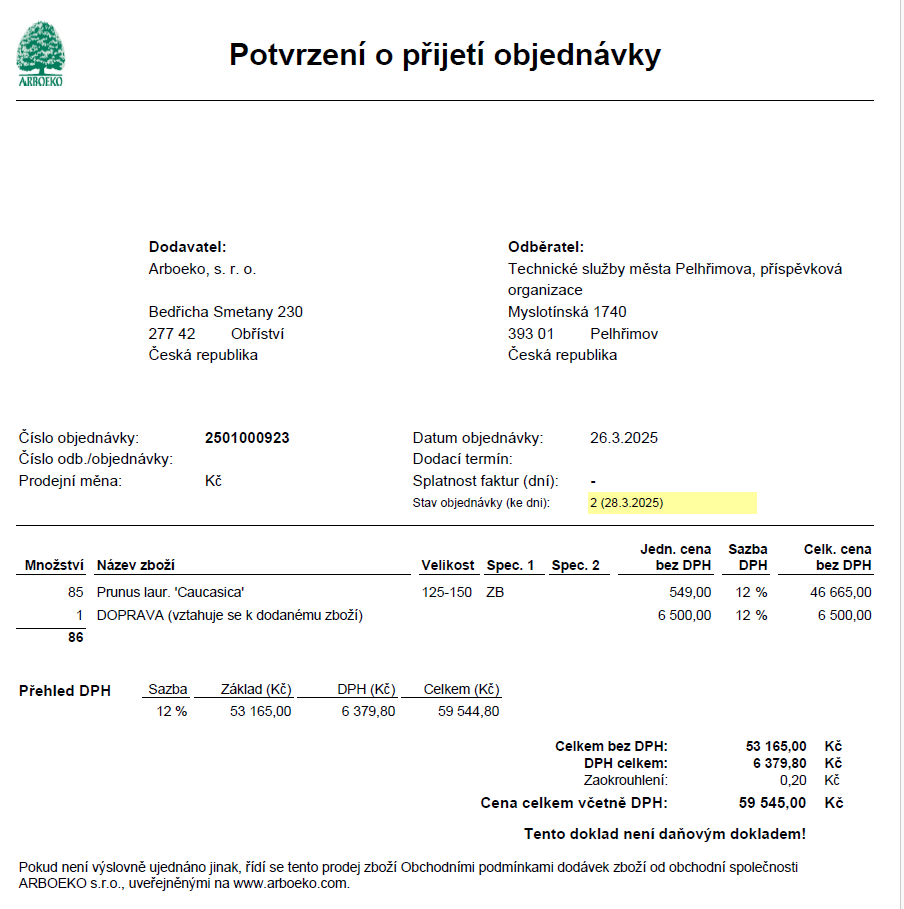 ARBOEKO
Potvrzení o přijetí objednávky
Dodavatel:
Arboeko, s. r. o.
Bedřicha Smetany 230
277 42 Obříství
Česká republika
Odběratel:
Technické služby města Pelhřimova, příspěvková
organizace
Myslotínská 1740
393 01 Pelhřimov
Česká republika
Číslo objednávky: 2501000923
Číslo odb./objednávky:
Prodejní měna: Kč
Datum objednávky: 26.3.2025
Dodací termín:
Splatnost faktur (dní): -
Stav objednávky (ke dni): 2 (28.3.2025)
Jedn. cena Sazba Celk. cena
Množství Název zboží Velikost Spec. 1 Spec. 2 bez DPH DPH bez DPH
85 Prunus laur. 'Caucasica' 125-150 ZB 549,00 12 % 46 665,00
1 DOPRAVA (vztahuje se k dodanému zboží) 6 500,00 12 % 6 500,00
86
Přehled DPH Sazba Základ (Kč) DPH (Kč) Celkem (Kč)
12 % 53 165,00 6 379,80 59 544,80
Celkem bez DPH: 53 165,00 Kč
DPH celkem: 6 379,80 Kč
Zaokrouhlení: 0,20 Kč
Cena celkem včetně DPH: 59 545,00 Kč
Tento doklad není daňovým dokladem!
Pokud není výslovně ujednáno jinak, řídí se tento prodej zboží Obchodními podmínkami dodávek zboží od obchodní společnosti
ARBOEKO s.r.o., uveřejněnými na www.arboeko.com.